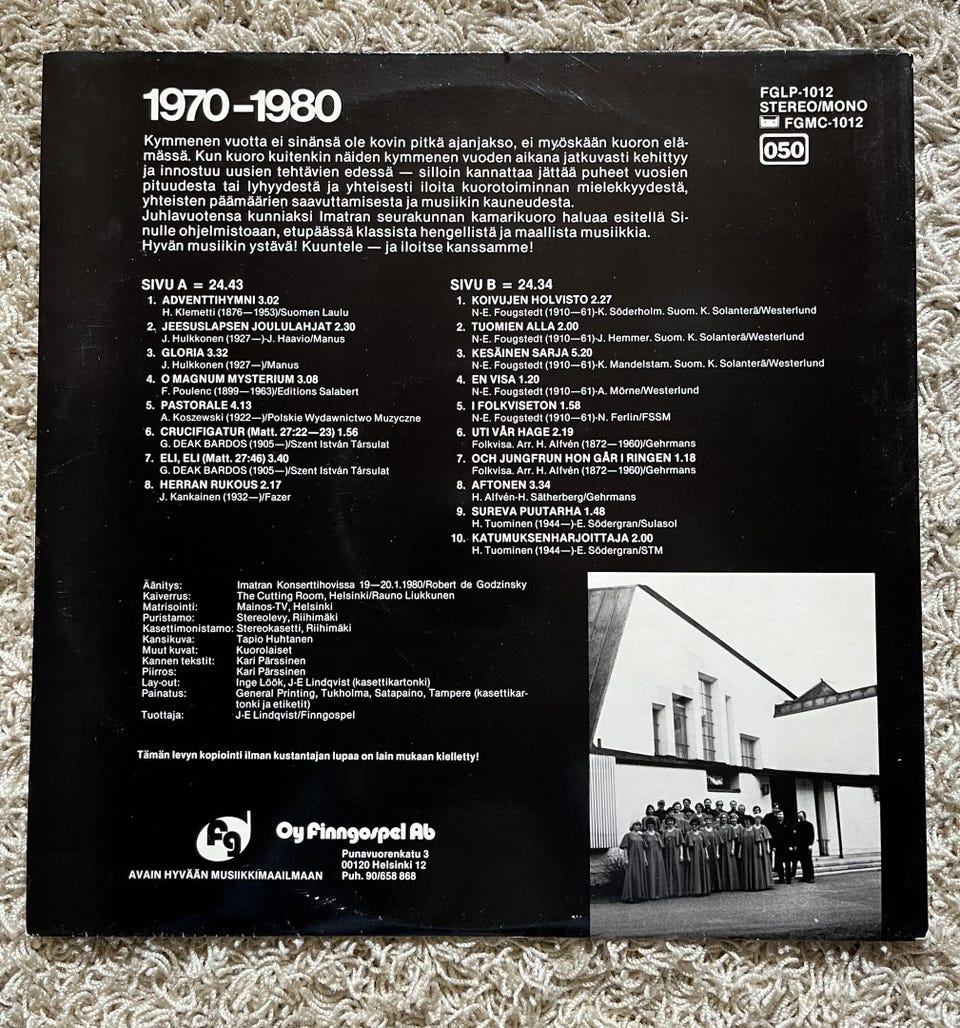 1970–1980
FGLP-1012
STEREO/MONO
FGMC-1012
050
Kymmenen vuotta ei sinänsä ole kovin pitkä ajanjakso, ei myöskään kuoron elä-
mässä. Kun kuoro kuitenkin näiden kymmenen vuoden aikana jatkuvasti kehittyy
ja innostuu uusien tehtävien edessä — silloin kannattaa jättää puheet vuosien
pituudesta tai lyhyydestä ja yhteisesti iloita kuorotoiminnan mielekkyydestä,
yhteisten päämäärien saavuttamisesta ja musiikin kauneudesta.
Juhlavuotensa kunniaksi Imatran seurakunnan kamarikuoro haluaa esitellä Si-
nulle ohjelmistoaan, etupäässä klassista hengellistä ja maallista musiikkia.
Hyvän musiikin ystävä! Kuuntele — ja iloitse kanssamme!
SIVU A = 24.43
1. ADVENTTIHYMNI 3.02
H. Klemetti (1876—1953)/Suomen Laulu
2. JEESUSLAPSEN JOULULAHJAT 2.30
J. Hulkkonen (1927—)-J. Haavio/Manus
3. GLORIA 3.32
J. Hulkkonen (1927—)/Manus
4. O MAGNUM MYSTERIUM 3.08
F. Poulenc (1899—1963)/Editions Salabert
5. PASTORALE 4.13
A. Koszewski (1922—)/Polskie Wydawnictwo Muzyczne
6. CRUCIFIGATUR (Matt. 27:22—23) 1.56
G. DEAK BARDOS (1905—)/Szent István Társulat
7. ELI, ELI (Matt. 27:46) 3.40
G. DEAK BARDOS (1905—)/Szent István Társulat
8. HERRAN RUKOUS 2.17
J. Kankainen (1932—)/Fazer
SIVU B = 24.34
1. KOIVUJEN HOLVISTO 2.27
N-E. Fougstedt (1910—61)-K. Söderholm. Suom. K. Solanterä/Westerlund
2. TUOMIEN ALLA 2.00
N-E. Fougstedt (1910—61)-J. Hemmer. Suom. K. Solanterä/Westerlund
3. KESÄINEN SARJA 5.20
N-E. Fougstedt (1910—61)-K. Mandelstam. Suom. K. Solanterä/Westerlund
4. EN VISA 1.20
N-E. Fougstedt (1910—61)-A. Mörne/Westerlund
5. I FOLKVISETON 1.58
N-E. Fougstedt (1910—61)-N. Ferlin/FSSM
6. UTI VÅR HAGE 2.19
Folkvisa. Arr. H. Alfvén (1872—1960)/Gehrmans
7. OCH JUNGFRUN HON GÅR I RINGEN 1.18
Folkvisa. Arr. H. Alfvén (1872—1960)/Gehrmans
8. AFTONEN 3.34
H. Alfvén-H. Sätherberg/Gehrmans
9. SUREVA PUUTARHA 1.48
H. Tuominen (1944—)-E. Södergran/Sulasol
10. KATUMUKSENHARJOITTAJA 2.00
H. Tuominen (1944—)-E. Södergran/STM
Äänitys: Imatran Konserttihovissa 19—20.1.1980/Robert de Godzinsky
Kaiverrus: The Cutting Room, Helsinki/Rauno Liukkunen
Matrisointi: Mainos-TV, Helsinki
Puristamo: Stereolevy, Riihimäki
Kasettimonistamo: Stereokasetti, Riihimäki
Kansikuva: Tapio Huhtanen
Muut kuvat: Kuorolaiset
Kannen tekstit: Kari Pärssinen
Piirros: Kari Pärssinen
Lay-out: Inge Löök, J-E Lindqvist (kasettikartonki)
Painatus: General Printing, Tukholma, Satapaino, Tampere (kasettikar-
tonki ja etiketit)
Tuottaja: J-E Lindqvist/Finngospel
Tämän levyn kopiointi ilman kustantajan lupaa on lain mukaan kielletty!
fg
Oy Finngospel Ab
Punavuorenkatu 3
00120 Helsinki 12
Puh. 90/658 868
AVAIN HYVÄÄN MUSIIKKIMAAILMAAN